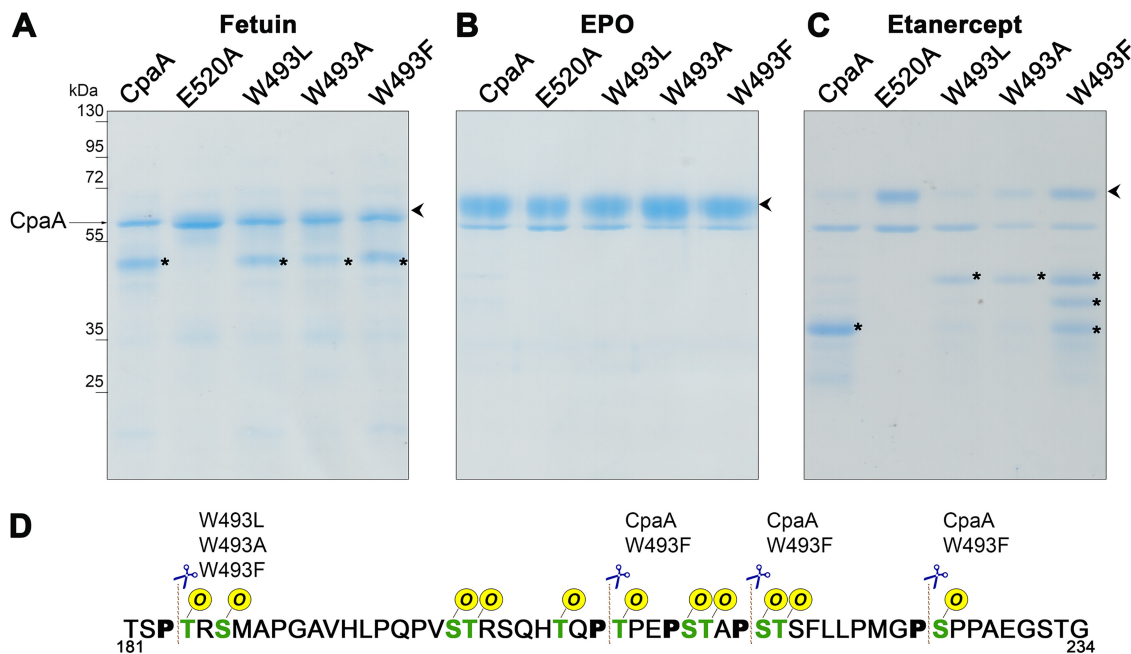 A Fetuin
CpaA E520A W493L W493A W493F
kDa
130
95
72
CpaA
55
35
25
B EPO
CpaA E520A W493L W493A W493F
C Etanercept
CpaA E520A W493L W493A W493F
* * * *
* * * * * *
D
W493L CpaA CpaA CpaA
W493A W493F W493F W493F
W493F
O O O O O O O O O O O
TSPTRSMAPGAVHLPQPVSTRSQHTQPTPEPSTAPSTSFLLPMGPSPPAEGSTG
181 234